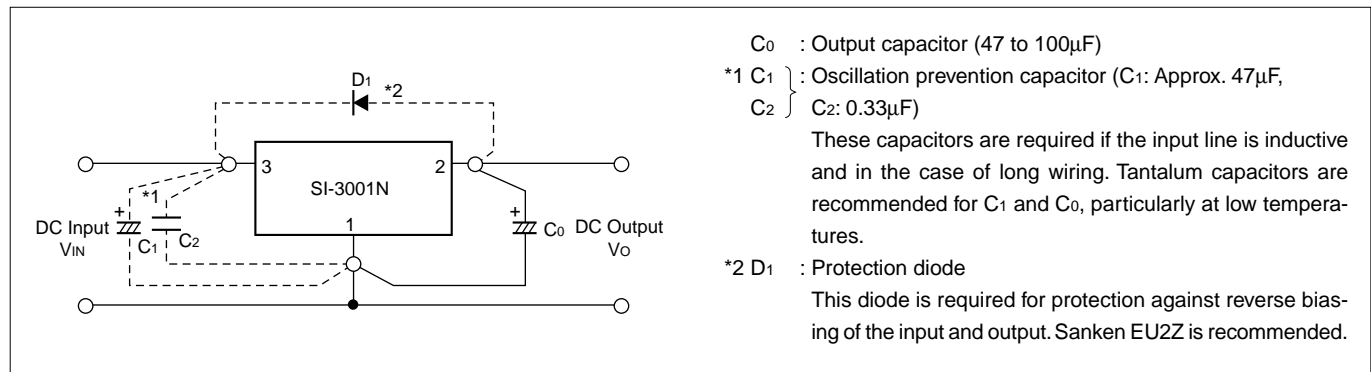 D1
*2
3
2
SI-3001N
1
*1
+
+
DC Input
VIN
C1
C2
C0
DC Output
VO
C0 : Output capacitor (47 to 100μF)
*1 C1 : Oscillation prevention capacitor (C1: Approx. 47μF,
C2 C2: 0.33μF)
These capacitors are required if the input line is inductive
and in the case of long wiring. Tantalum capacitors are
recommended for C1 and C0, particularly at low tempera-
tures.
*2 D1 : Protection diode
This diode is required for protection against reverse bias-
ing of the input and output. Sanken EU2Z is recommended.